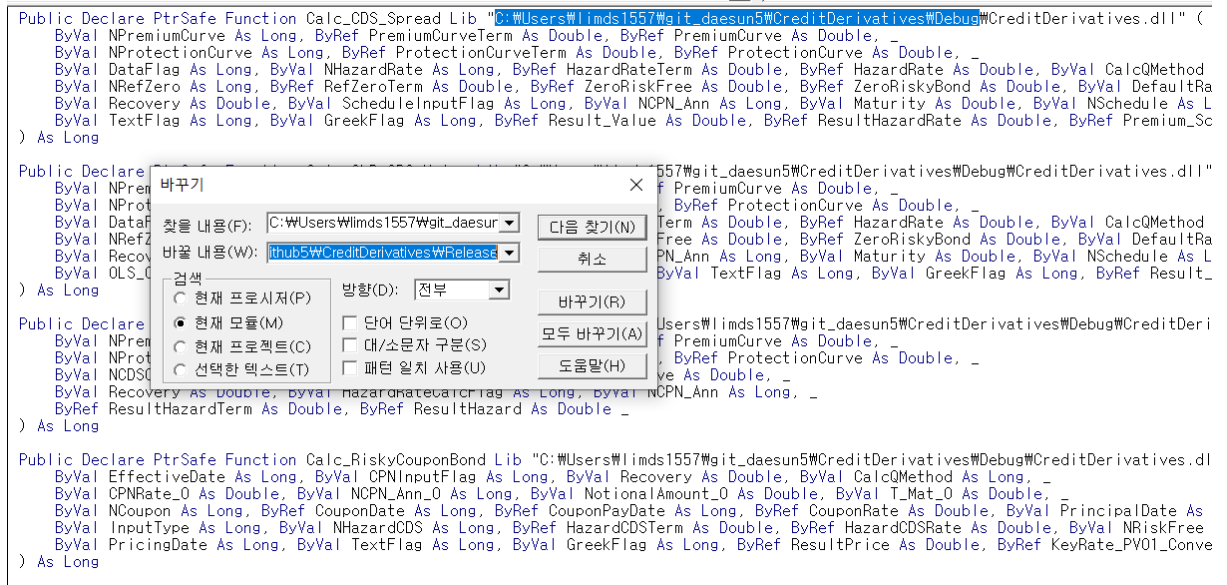 Public Declare PtrSafe Function Calc_CDS_Spread Lib "C:₩Users₩limds1557₩git_daesun5₩CreditDerivatives₩Debug₩CreditDerivatives.dll" (
ByVal NPremiumCurve As Long, ByRef PremiumCurveTerm As Double, ByRef PremiumCurve As Double, _
ByVal NProtectionCurve As Long, ByRef ProtectionCurveTerm As Double, ByRef ProtectionCurve As Double, _
ByVal DataFlag As Long, ByVal NHazardRate As Long, ByRef HazardRateTerm As Double, ByRef HazardRate As Double, ByVal CalcQMethod
ByVal NRefZero As Long, ByRef RefZeroTerm As Double, ByRef ZeroRiskFree As Double, ByRef ZeroRiskyBond As Double, ByVal DefaultRa
ByVal Recovery As Double, ByVal ScheduleInputFlag As Long, ByVal NCPN_Ann As Long, ByVal Maturity As Double, ByVal NSchedule As L
ByVal TextFlag As Long, ByVal GreekFlag As Long, ByRef Result_Value As Double, ByRef ResultHazardRate As Double, ByRef Premium_Sc
) As Long
Public Declare 1557₩git_daesun5₩CreditDerivatives₩Debug₩CreditDerivatives.dll"
ByVal NPrem f PremiumCurve As Double, _
ByVal NProt , ByRef ProtectionCurve As Double, _
ByVal DataF Term As Double, ByRef HazardRate As Double, ByVal CalcQMethod
ByVal NRefZ Free As Double, ByRef ZeroRiskyBond As Double, ByVal DefaultRa
ByVal Recov PN_Ann As Long, ByVal Maturity As Double, ByVal NSchedule As L
ByVal OLS_ ByVal TextFlag As Long, ByVal GreekFlag As Long, ByRef Result_
) As Long
바꾸기
찾을 내용(F): C:₩Users₩limds1557₩git_daesur
다음 찾기(N)
바꿀 내용(W): ithub5₩CreditDerivatives₩Release
취소
검색
방향(D): 전부
현재 프로시저(P)
바꾸기(R)
현재 모듈(M)
단어 단위로(O)
모두 바꾸기(A)
현재 프로젝트(C)
대/소문자 구분(S)
선택한 텍스트(T)
패턴 일치 사용(U)
도움말(H)
Public Declare Users₩limds1557₩git_daesun5₩CreditDerivatives₩Debug₩CreditDeri
ByVal NPrem f PremiumCurve As Double, _
ByVal NProt ByRef ProtectionCurve As Double, _
ByVal NCDSC ve As Double, _
ByVal Recovery As Double, ByVal HazardRateCalcFlag As Long, ByVal NCPN_Ann As Long, _
ByRef ResultHazardTerm As Double, ByRef ResultHazard As Double _
) As Long
Public Declare PtrSafe Function Calc_RiskyCouponBond Lib "C:₩Users₩limds1557₩git_daesun5₩CreditDerivatives₩Debug₩CreditDerivatives.dl
ByVal EffectiveDate As Long, ByVal CPNInputFlag As Long, ByVal Recovery As Double, ByVal CalcQMethod As Long, _
ByVal CPNRate_O As Double, ByVal NCPN_Ann_O As Long, ByVal NotionalAmount_O As Double, ByVal T_Mat_O As Double, _
ByVal NCoupon As Long, ByRef CouponDate As Long, ByRef CouponPayDate As Long, ByRef CouponRate As Double, ByVal PrincipalDate As
ByVal InputType As Long, ByVal NHazardCDS As Long, ByRef HazardCDSTerm As Double, ByRef HazardCDSRate As Double, ByVal NRiskFree
ByVal PricingDate As Long, ByVal TextFlag As Long, ByVal GreekFlag As Long, ByRef ResultPrice As Double, ByRef KeyRate_PV01_Conve
) As Long